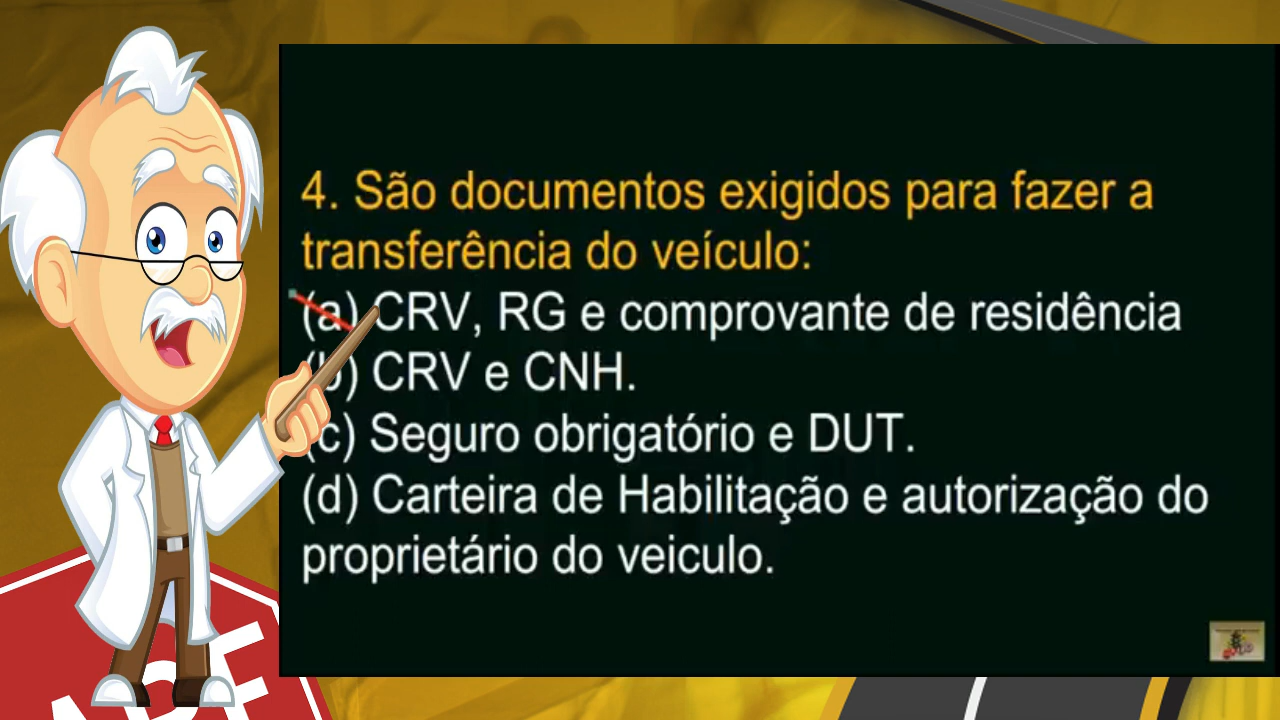 4. São documentos exigidos para fazer a
transferência do veículo:
(a) CRV, RG e comprovante de residência
(b) CRV e CNH.
(c) Seguro obrigatório e DUT.
(d) Carteira de Habilitação e autorização do
proprietário do veiculo.